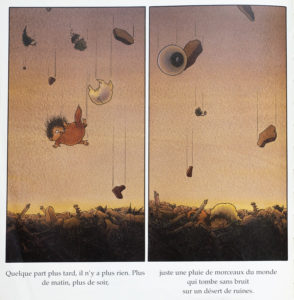 Quelque part plus tard, il n'y a plus rien. Plus
de matin, plus de soir,
juste une pluie de morceaux du monde
qui tombe sans bruit
sur un désert de ruines.